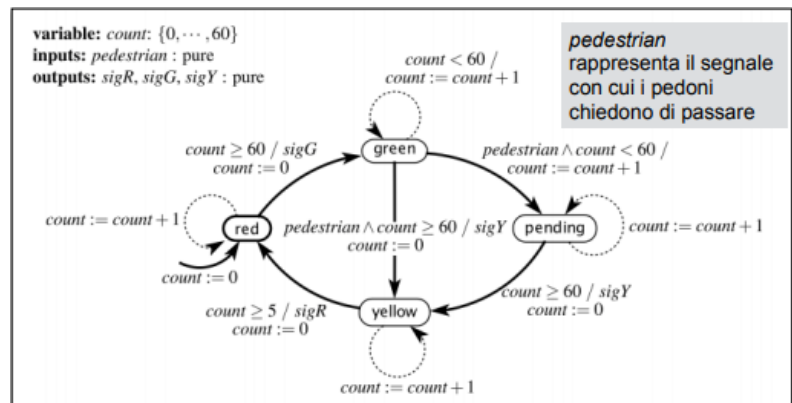 variable: count: {0, ⋯ , 60}
inputs: pedestrian : pure
outputs: sigR, sigG, sigY : pure
pedestrian
rappresenta il segnale
con cui i pedoni
chiedono di passare
count < 60 /
count := count + 1
green
count ≥ 60 / sigG
count := 0
pedestrian ∧ count < 60 /
count := count + 1
count := count + 1
red
pedestrian ∧ count ≥ 60 / sigY
count := 0
pending
count := count + 1
count := 0
count ≥ 5 / sigR
count := 0
yellow
count ≥ 60 / sigY
count := 0
count := count + 1